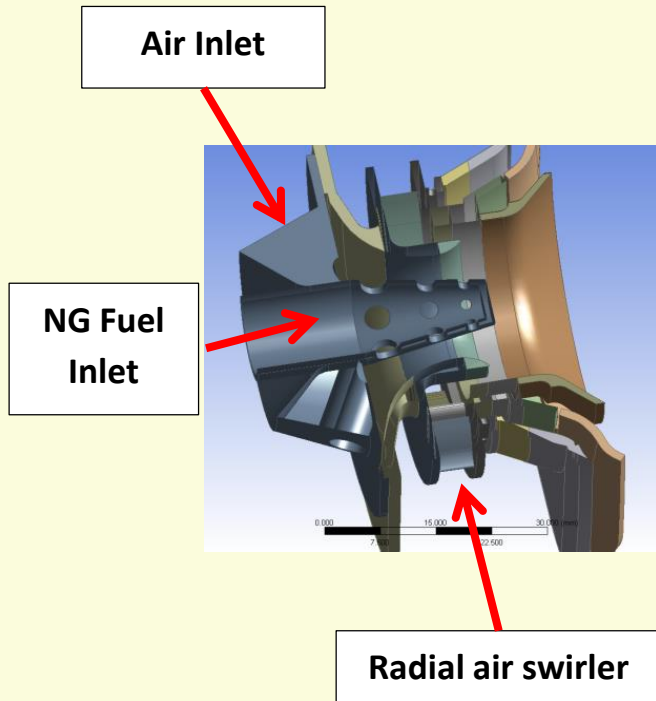 Air Inlet
NG Fuel
Inlet
0.000 15.000 30.000 (mm)
7.500 22.500
Radial air swirler